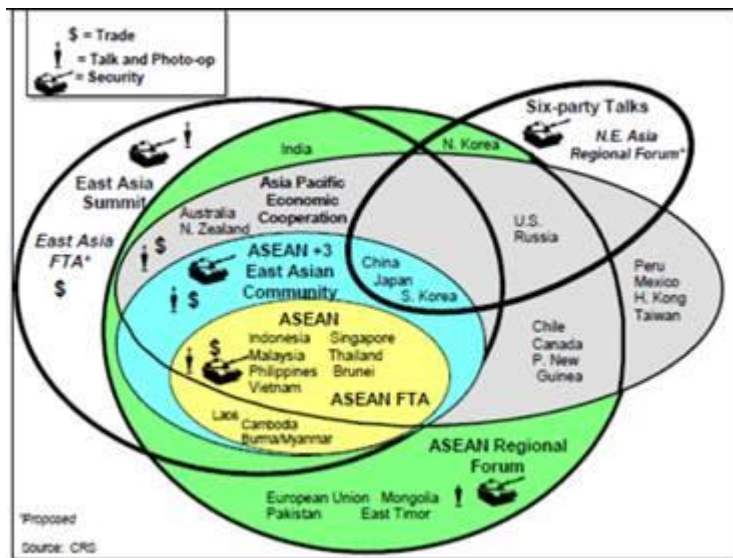 $ = Trade
= Talk and Photo-op
= Security
Six-party Talks
N.E. Asia
Regional Forum*
India
N. Korea
East Asia
Summit
Asia Pacific
Economic
Cooperation
Australia
N. Zealand
U.S.
Russia
East Asia
FTA*
$
$
ASEAN +3
East Asian
Community
$
China
Japan
S. Korea
Peru
Mexico
H. Kong
Taiwan
ASEAN
Indonesia Singapore
Malaysia Thailand
Philippines Brunei
Vietnam
$
ASEAN FTA
Chile
Canada
P. New
Guinea
Laos
Cambodia
Burma/Myanmar
ASEAN Regional
Forum
European Union Mongolia
Pakistan East Timor
*Proposed
Source: CRS